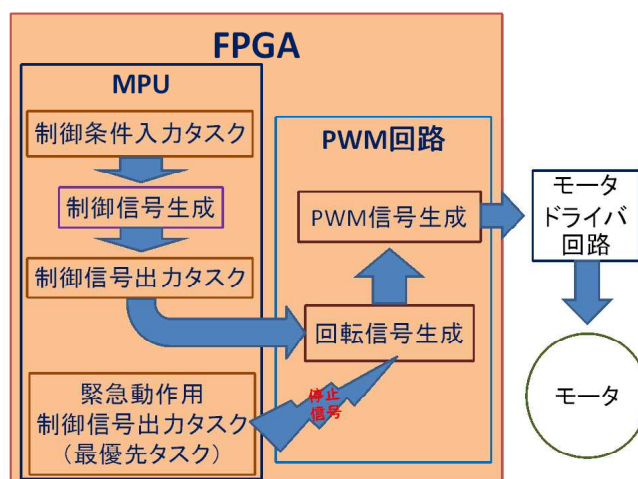 FPGA
MPU
制御条件入力タスク
制御信号生成
制御信号出力タスク
緊急動作用
制御信号出力タスク
(最優先タスク)
PWM回路
PWM信号生成
回転信号生成
停止
信号
モータ
ドライバ
回路
モータ